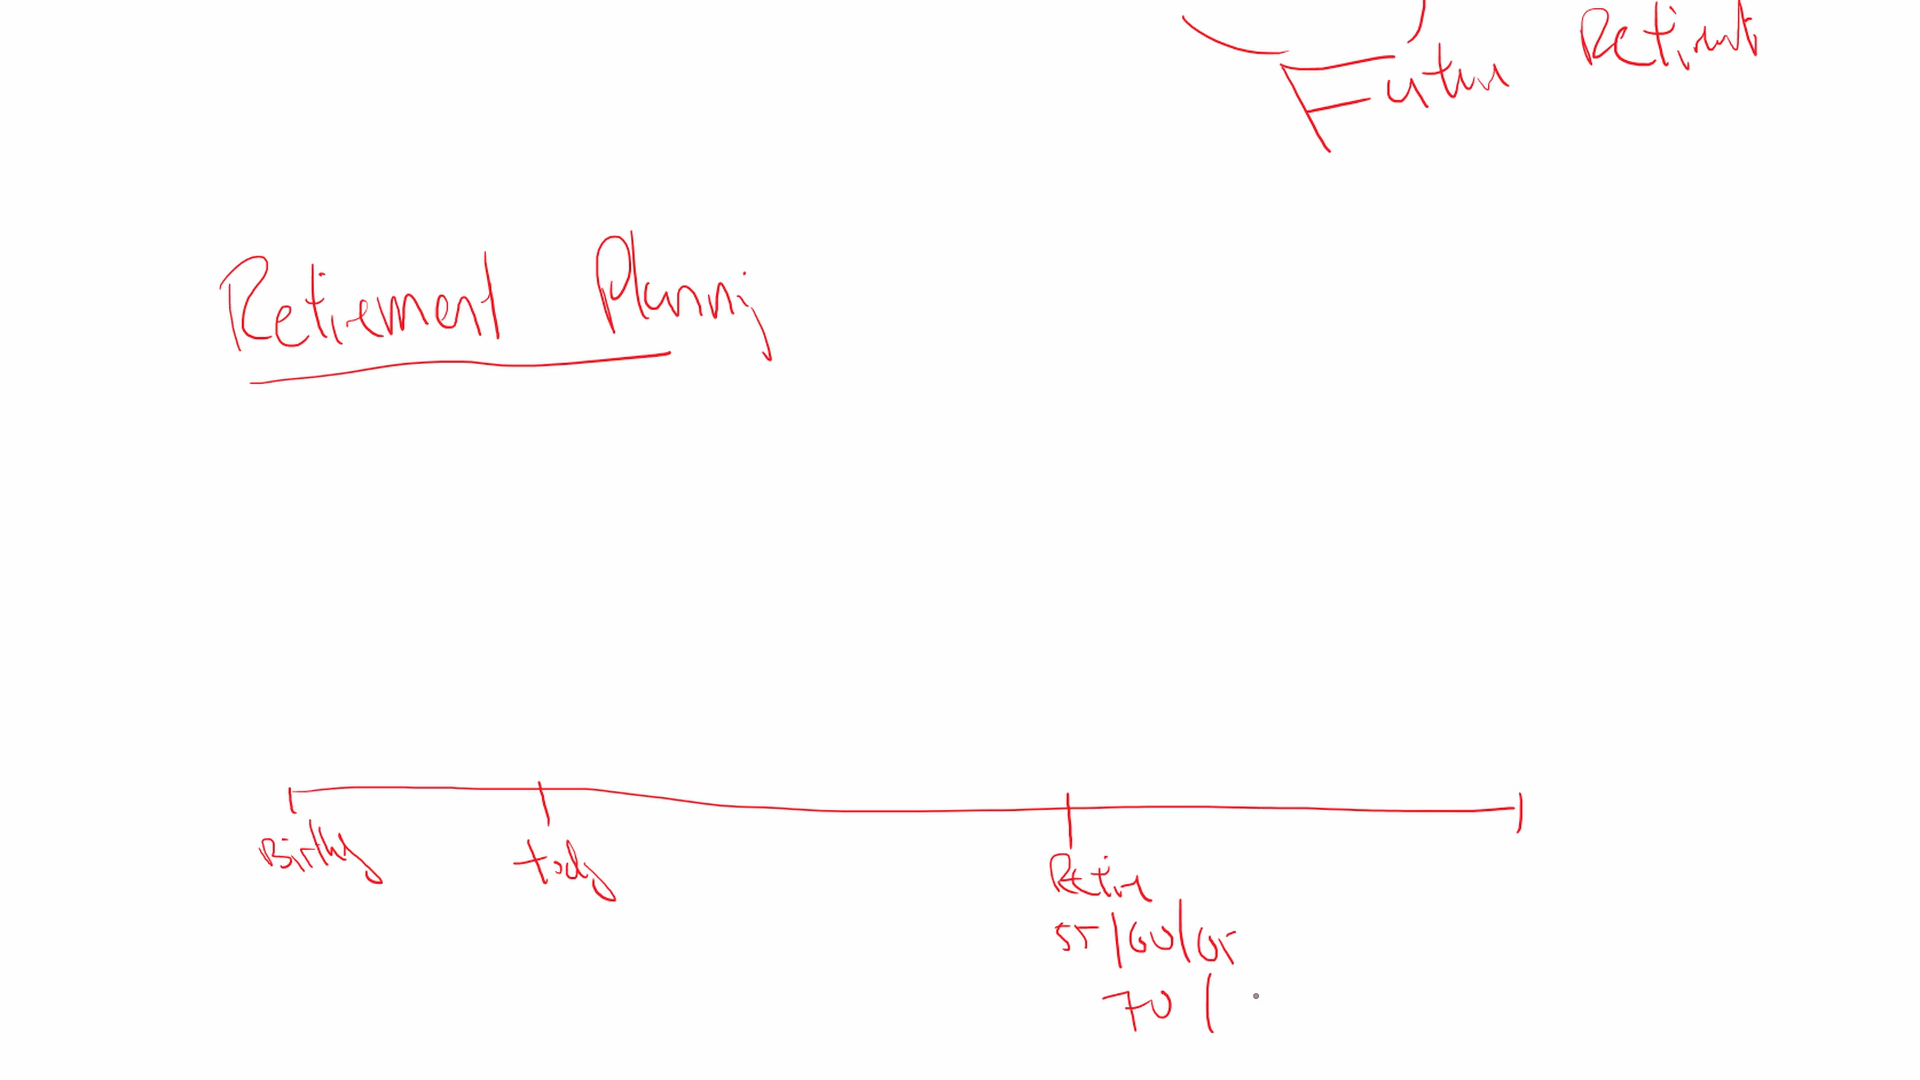 Future Retirement
Retirement Planning
Birthday
today
Retire
55/60/65
70/